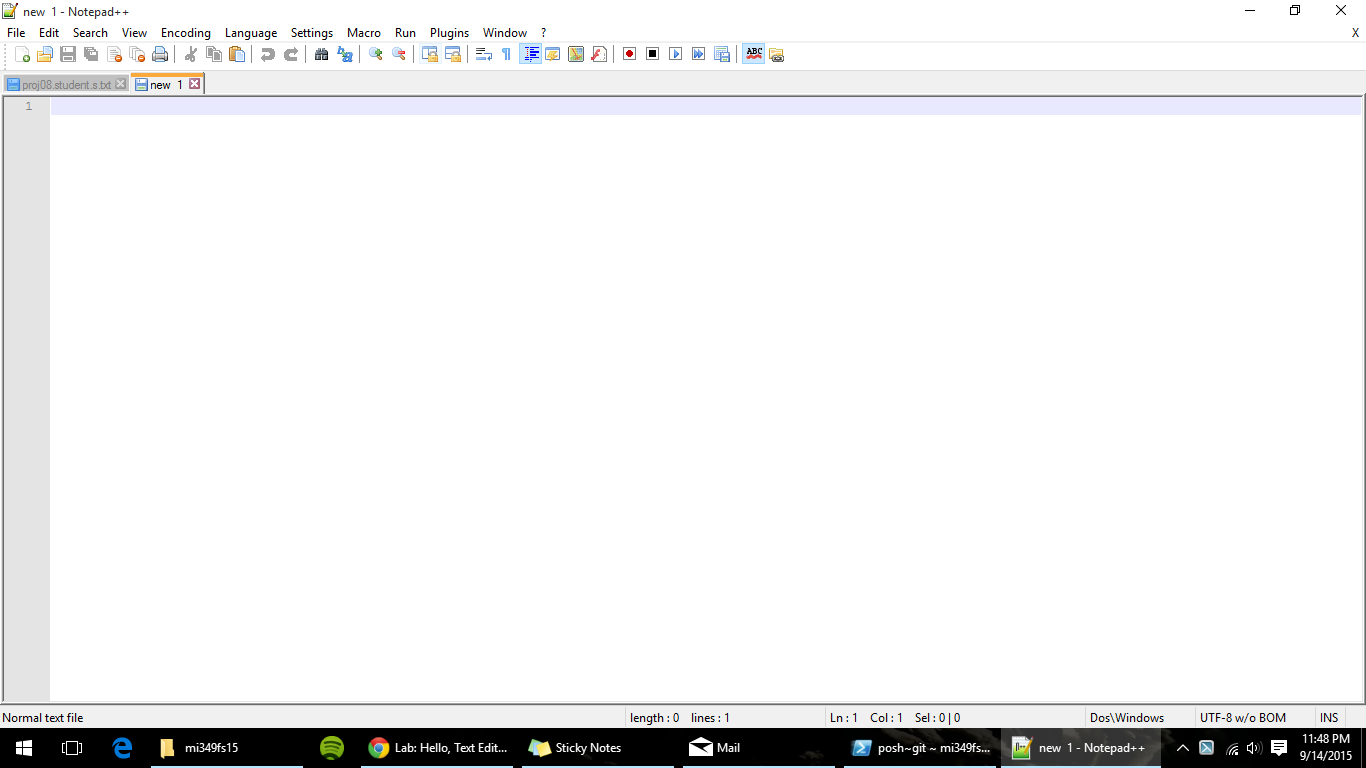 new  1 - Notepad++
File Edit Search View Encoding Language Settings Macro Run Plugins Window ? X
ABC
proj08.student.s.txt new  1
1
Normal text file length : 0 lines : 1 Ln : 1 Col : 1 Sel : 0 | 0 Dos\Windows UTF-8 w/o BOM INS
mi349fs15 Lab: Hello, Text Edit... Sticky Notes Mail posh~git ~ mi349fs... new  1 - Notepad++ 11:48 PM
9/14/2015